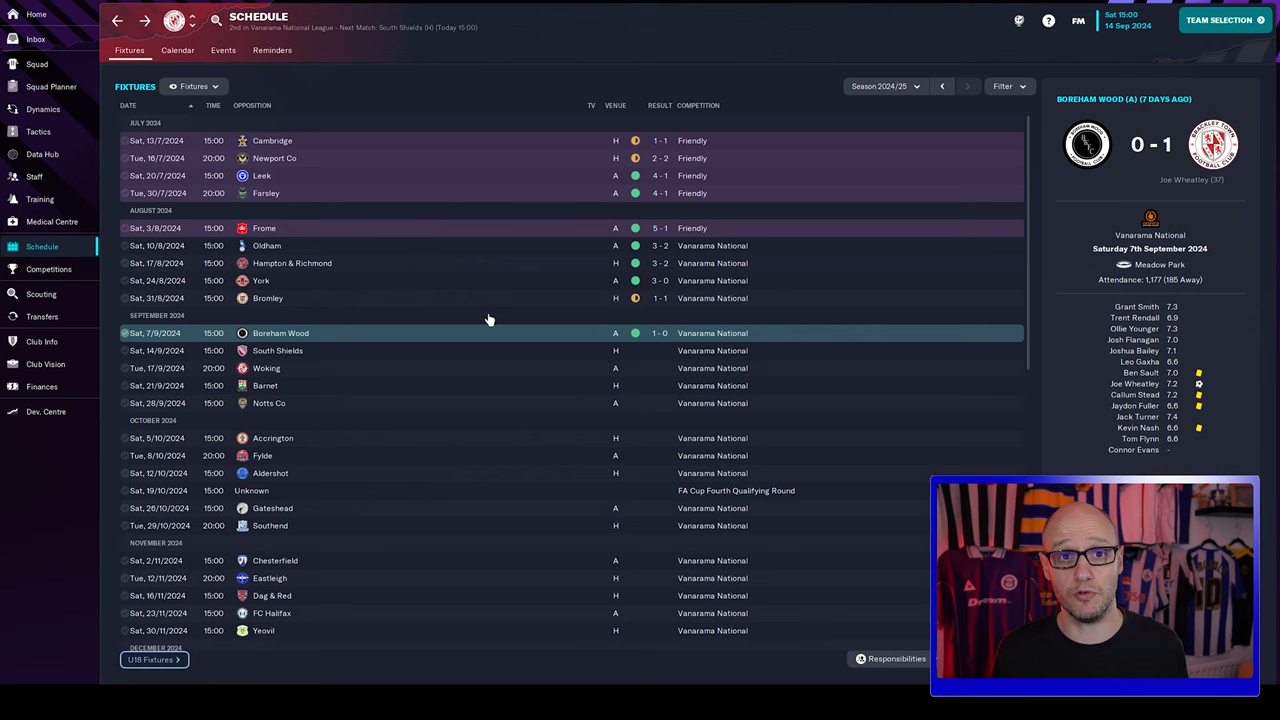 Home
Inbox
Squad
Squad Planner
Dynamics
Tactics
Data Hub
Staff
Training
Medical Centre
Schedule
Competitions
Scouting
Transfers
Club Info
Club Vision
Finances
Dev. Centre
SCHEDULE
2nd in Vanarama National League - Next Match: South Shields (H) (Today 15:00)
FM
Sat 15:00
14 Sep 2024
TEAM SELECTION
Fixtures Calendar Events Reminders
FIXTURES Fixtures Season 2024/25 Filter
DATE TIME OPPOSITION TV VENUE RESULT COMPETITION
JULY 2024
Sat, 13/7/2024 15:00 Cambridge H 1 - 1 Friendly
Tue, 16/7/2024 20:00 Newport Co H 2 - 2 Friendly
Sat, 20/7/2024 15:00 Leek A 4 - 1 Friendly
Tue, 30/7/2024 20:00 Farsley A 4 - 1 Friendly
AUGUST 2024
Sat, 3/8/2024 15:00 Frome A 5 - 1 Friendly
Sat, 10/8/2024 15:00 Oldham A 3 - 2 Vanarama National
Sat, 17/8/2024 15:00 Hampton & Richmond H 3 - 2 Vanarama National
Sat, 24/8/2024 15:00 York A 3 - 0 Vanarama National
Sat, 31/8/2024 15:00 Bromley H 1 - 1 Vanarama National
SEPTEMBER 2024
Sat, 7/9/2024 15:00 Boreham Wood A 1 - 0 Vanarama National
Sat, 14/9/2024 15:00 South Shields H Vanarama National
Tue, 17/9/2024 20:00 Woking A Vanarama National
Sat, 21/9/2024 15:00 Barnet H Vanarama National
Sat, 28/9/2024 15:00 Notts Co A Vanarama National
OCTOBER 2024
Sat, 5/10/2024 15:00 Accrington H Vanarama National
Tue, 8/10/2024 20:00 Fylde A Vanarama National
Sat, 12/10/2024 15:00 Aldershot H Vanarama National
Sat, 19/10/2024 15:00 Unknown FA Cup Fourth Qualifying Round
Sat, 26/10/2024 15:00 Gateshead A Vanarama National
Tue, 29/10/2024 20:00 Southend H Vanarama National
NOVEMBER 2024
Sat, 2/11/2024 15:00 Chesterfield A Vanarama National
Tue, 12/11/2024 20:00 Eastleigh H Vanarama National
Sat, 16/11/2024 15:00 Dag & Red H Vanarama National
Sat, 23/11/2024 15:00 FC Halifax A Vanarama National
Sat, 30/11/2024 15:00 Yeovil H Vanarama National
DECEMBER 2024
U18 Fixtures
Responsibilities
BOREHAM WOOD (A) (7 DAYS AGO)
0 - 1
Joe Wheatley (37)
Vanarama National
Saturday 7th September 2024
Meadow Park
Attendance: 1,177 (185 Away)
Grant Smith 7.3
Trent Rendall 6.9
Ollie Younger 7.3
Josh Flanagan 7.0
Joshua Bailey 7.1
Leo Gaxha 6.6
Ben Sault 7.0
Joe Wheatley 7.2
Callum Stead 7.2
Jaydon Fuller 6.6
Jack Turner 7.4
Kevin Nash 6.6
Tom Flynn 6.6
Connor Evans -